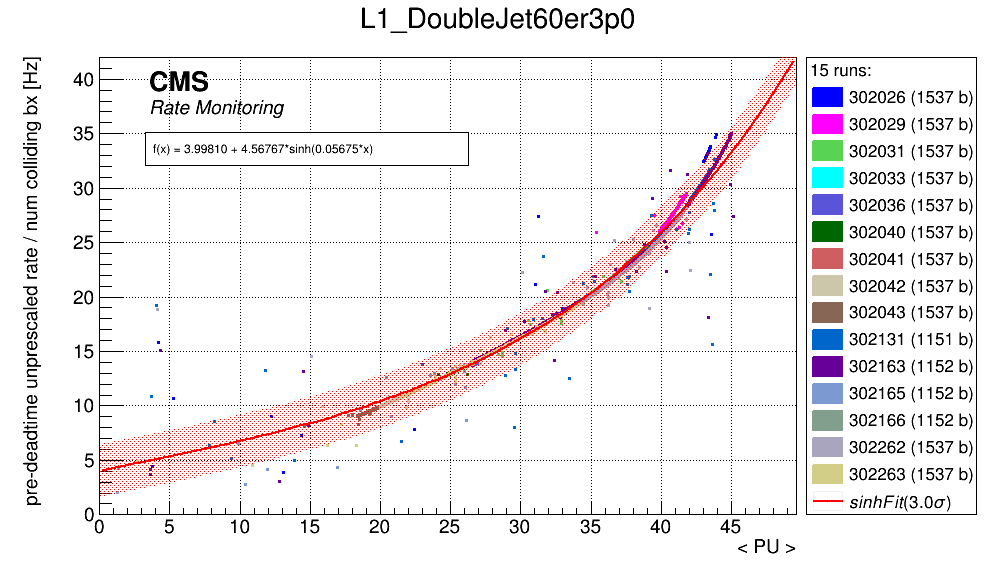 L1_DoubleJet60er3p0
pre-deadtime unprescaled rate / num colliding bx [Hz]
CMS
Rate Monitoring
f(x) = 3.99810 + 4.56767*sinh(0.05675*x)
40
35
30
25
20
15
10
5
0
0 5 10 15 20 25 30 35 40 45
< PU >
15 runs:
302026 (1537 b)
302029 (1537 b)
302031 (1537 b)
302033 (1537 b)
302036 (1537 b)
302040 (1537 b)
302041 (1537 b)
302042 (1537 b)
302043 (1537 b)
302131 (1151 b)
302163 (1152 b)
302165 (1152 b)
302166 (1152 b)
302262 (1537 b)
302263 (1537 b)
sinhFit(3.0σ)